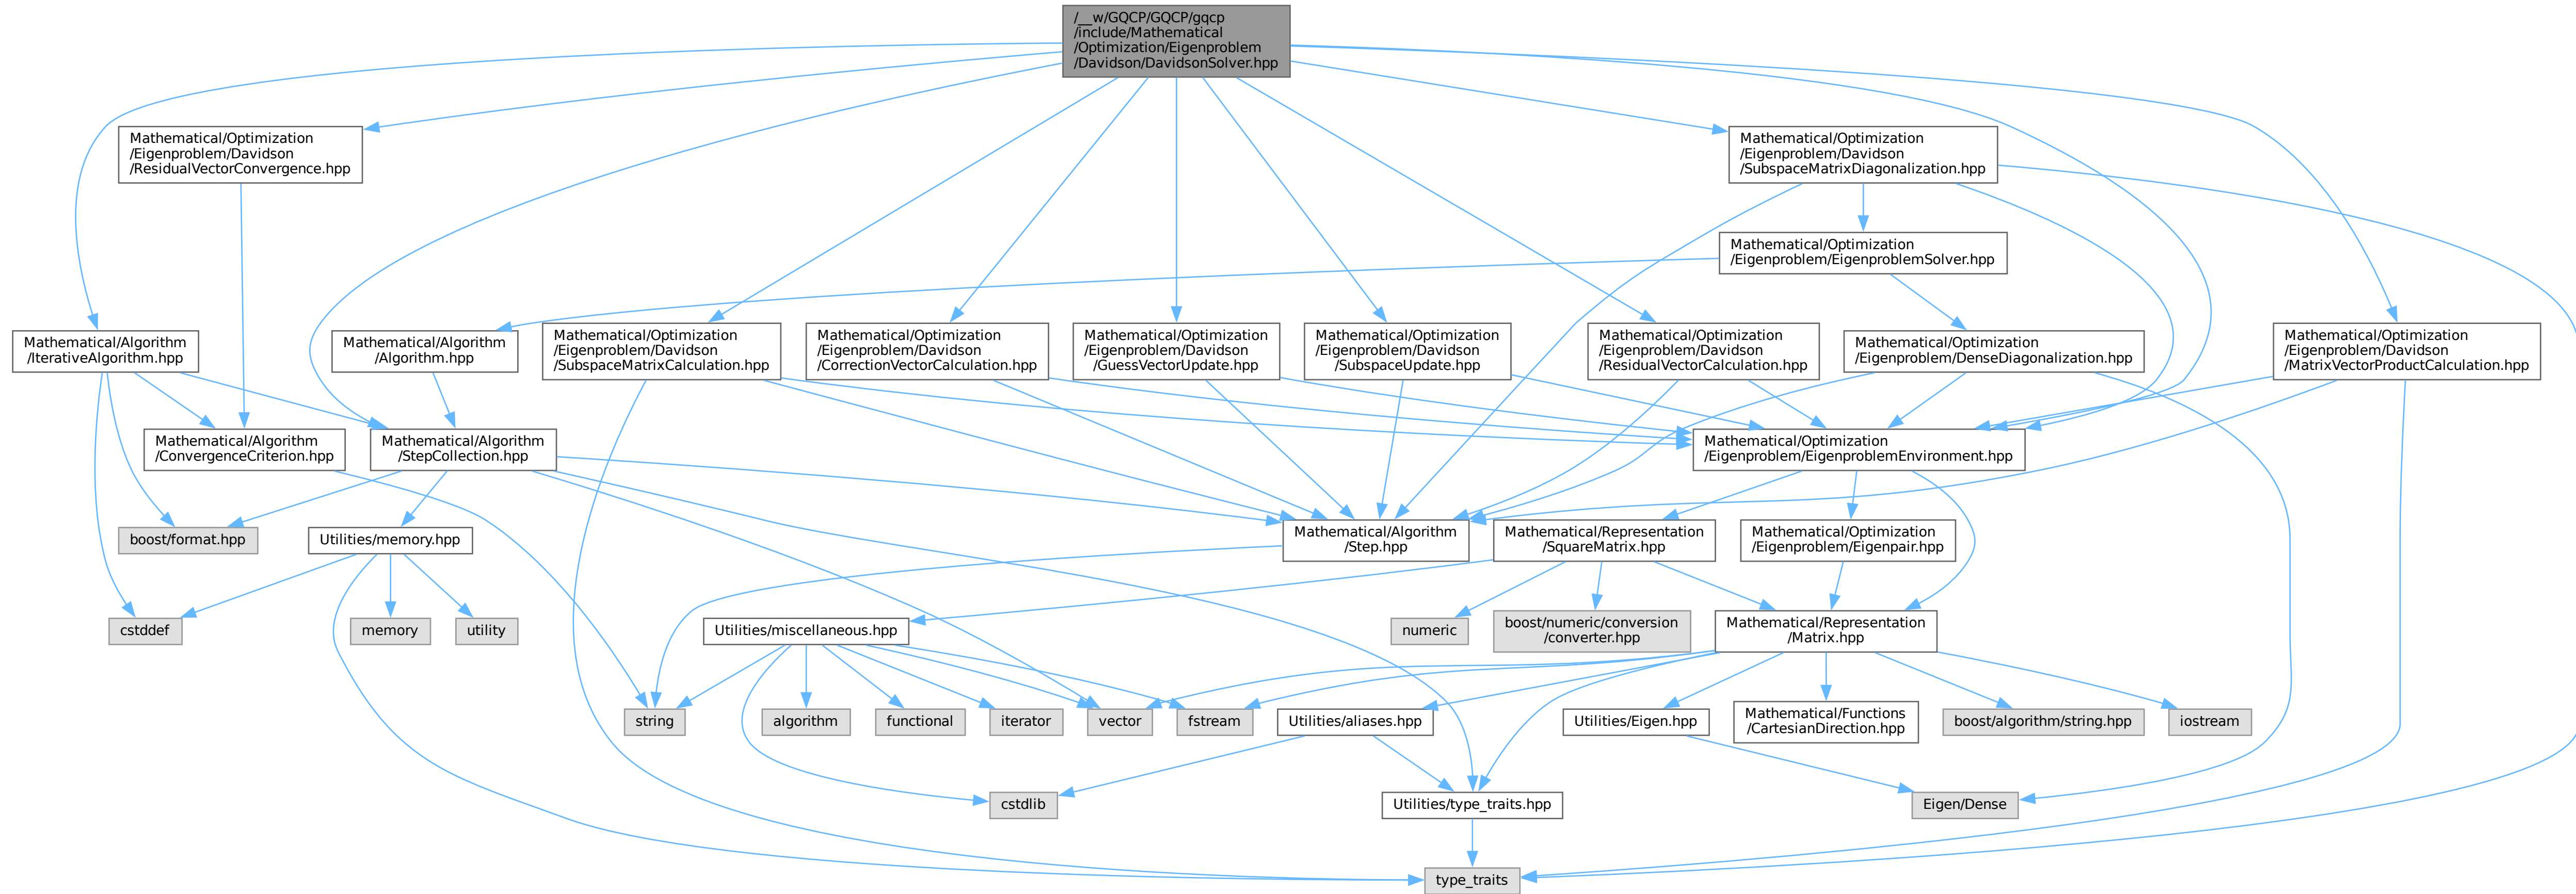 /__w/GQCP/GQCP/gqcp
/include/Mathematical
/Optimization/Eigenproblem
/Davidson/DavidsonSolver.hpp
Mathematical/Optimization
/Eigenproblem/Davidson
/ResidualVectorConvergence.hpp
Mathematical/Optimization
/Eigenproblem/Davidson
/SubspaceMatrixDiagonalization.hpp
Mathematical/Optimization
/Eigenproblem/EigenproblemSolver.hpp
Mathematical/Algorithm
/IterativeAlgorithm.hpp
Mathematical/Algorithm
/Algorithm.hpp
Mathematical/Optimization
/Eigenproblem/Davidson
/SubspaceMatrixCalculation.hpp
Mathematical/Optimization
/Eigenproblem/Davidson
/CorrectionVectorCalculation.hpp
Mathematical/Optimization
/Eigenproblem/Davidson
/GuessVectorUpdate.hpp
Mathematical/Optimization
/Eigenproblem/Davidson
/SubspaceUpdate.hpp
Mathematical/Optimization
/Eigenproblem/Davidson
/ResidualVectorCalculation.hpp
Mathematical/Optimization
/Eigenproblem/DenseDiagonalization.hpp
Mathematical/Optimization
/Eigenproblem/Davidson
/MatrixVectorProductCalculation.hpp
Mathematical/Algorithm
/ConvergenceCriterion.hpp
Mathematical/Algorithm
/StepCollection.hpp
Mathematical/Optimization
/Eigenproblem/EigenproblemEnvironment.hpp
boost/format.hpp
Utilities/memory.hpp
Mathematical/Algorithm
/Step.hpp
Mathematical/Representation
/SquareMatrix.hpp
Mathematical/Optimization
/Eigenproblem/Eigenpair.hpp
cstddef
memory
utility
Utilities/miscellaneous.hpp
numeric
boost/numeric/conversion
/converter.hpp
Mathematical/Representation
/Matrix.hpp
string
algorithm
functional
iterator
vector
fstream
Utilities/aliases.hpp
Utilities/Eigen.hpp
Mathematical/Functions
/CartesianDirection.hpp
boost/algorithm/string.hpp
iostream
cstdlib
Utilities/type_traits.hpp
Eigen/Dense
type_traits